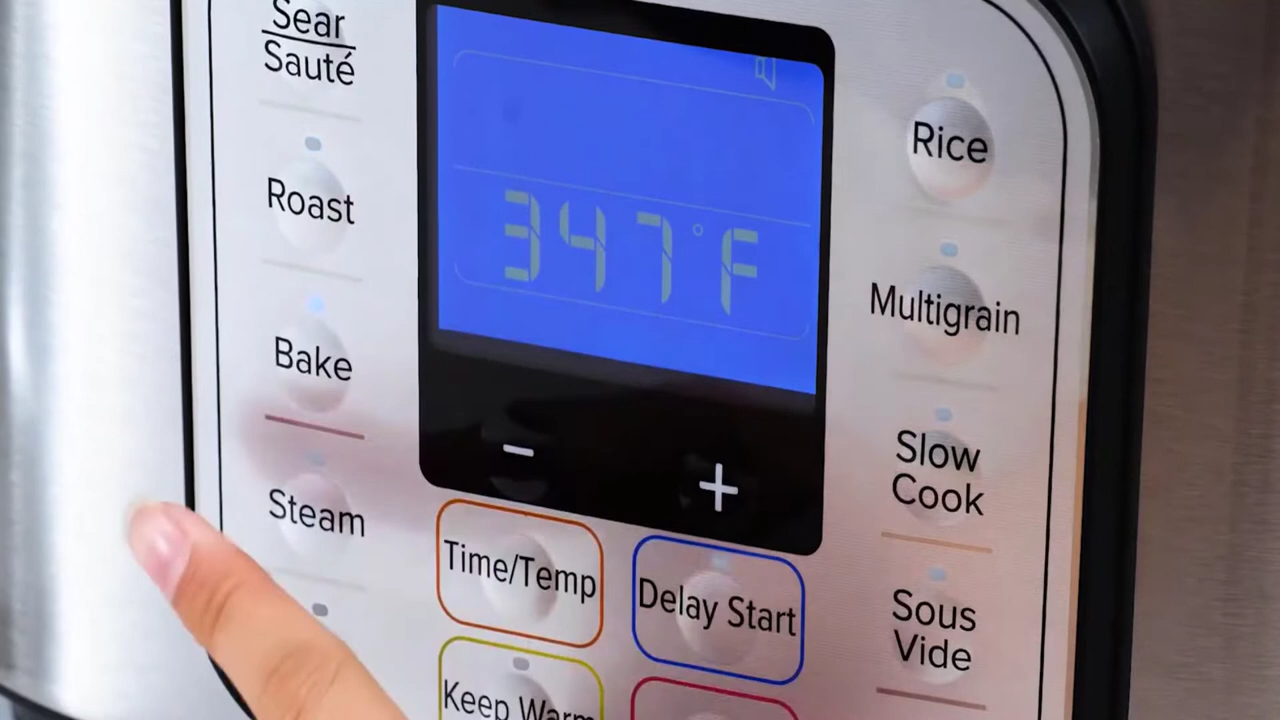 Sear
Sauté
Roast
Bake
Steam
347°F
−
+
Time/Temp
Delay Start
Keep Warm
Rice
Multigrain
Slow
Cook
Sous
Vide